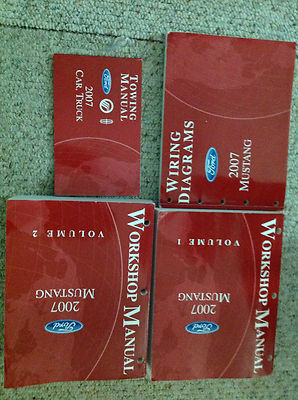 TOWING
MANUAL
Ford
2007
CAR, TRUCK
WIRING
DIAGRAMS
Ford
2007
MUSTANG
WORKSHOP MANUAL
VOLUME 2
2007
MUSTANG
Ford
WORKSHOP MANUAL
VOLUME 1
2007
MUSTANG
Ford